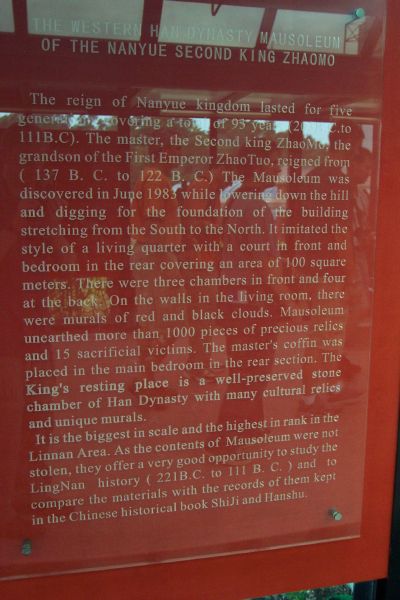 THE WESTERN HAN DYNASTY MAUSOLEUM
OF THE NANYUE SECOND KING ZHAOMO
The reign of Nanyue kingdom lasted for five
generations covering a total of 93 years (203B.C.to
111B.C). The master, the Second king ZhaoMo, the
grandson of the First Emperor ZhaoTuo, reigned from
( 137 B. C. to 122 B. C.) The Mausoleum was
discovered in June 1983 while lowering down the hill
and digging for the foundation of the building
stretching from the South to the North. It imitated the
style of a living quarter with a court in front and
bedroom in the rear covering an area of 100 square
meters. There were three chambers in front and four
at the back. On the walls in the living room, there
were murals of red and black clouds. Mausoleum
unearthed more than 1000 pieces of precious relics
and 15 sacrificial victims. The master's coffin was
placed in the main bedroom in the rear section. The
King's resting place is a well-preserved stone
chamber of Han Dynasty with many cultural relics
and unique murals.
It is the biggest in scale and the highest in rank in the
Linnan Area. As the contents of Mausoleum were not
stolen, they offer a very good opportunity to study the
LingNan history ( 221B.C. to 111 B. C. ) and to
compare the materials with the records of them kept
in the Chinese historical book ShiJi and Hanshu.